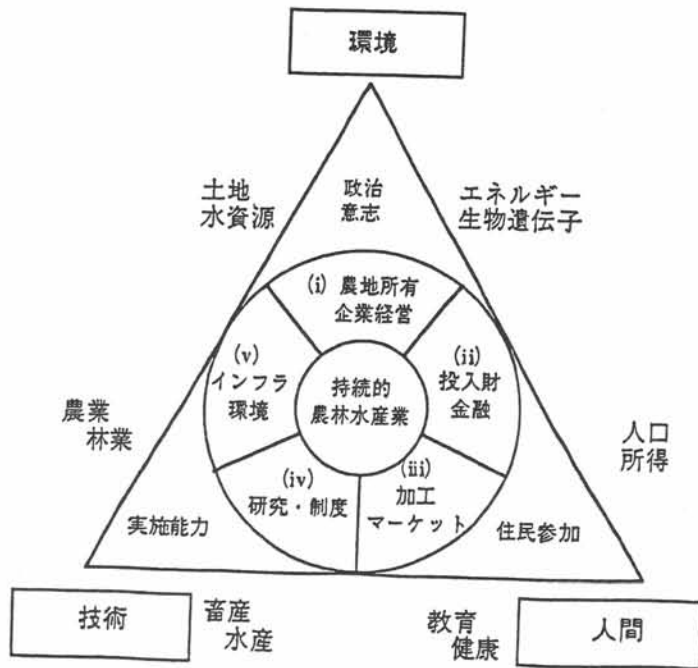 環境
土地
水資源
政治
意志
エネルギー
生物遺伝子
(i) 農地所有
企業経営
(v)
インフラ
環境
持続的
農林水産業
(ii)
投入財
金融
農業
林業
人口
所得
(iv)
研究・制度
(iii)
加工
マーケット
実施能力
住民参加
技術
畜産
水産
教育
健康
人間